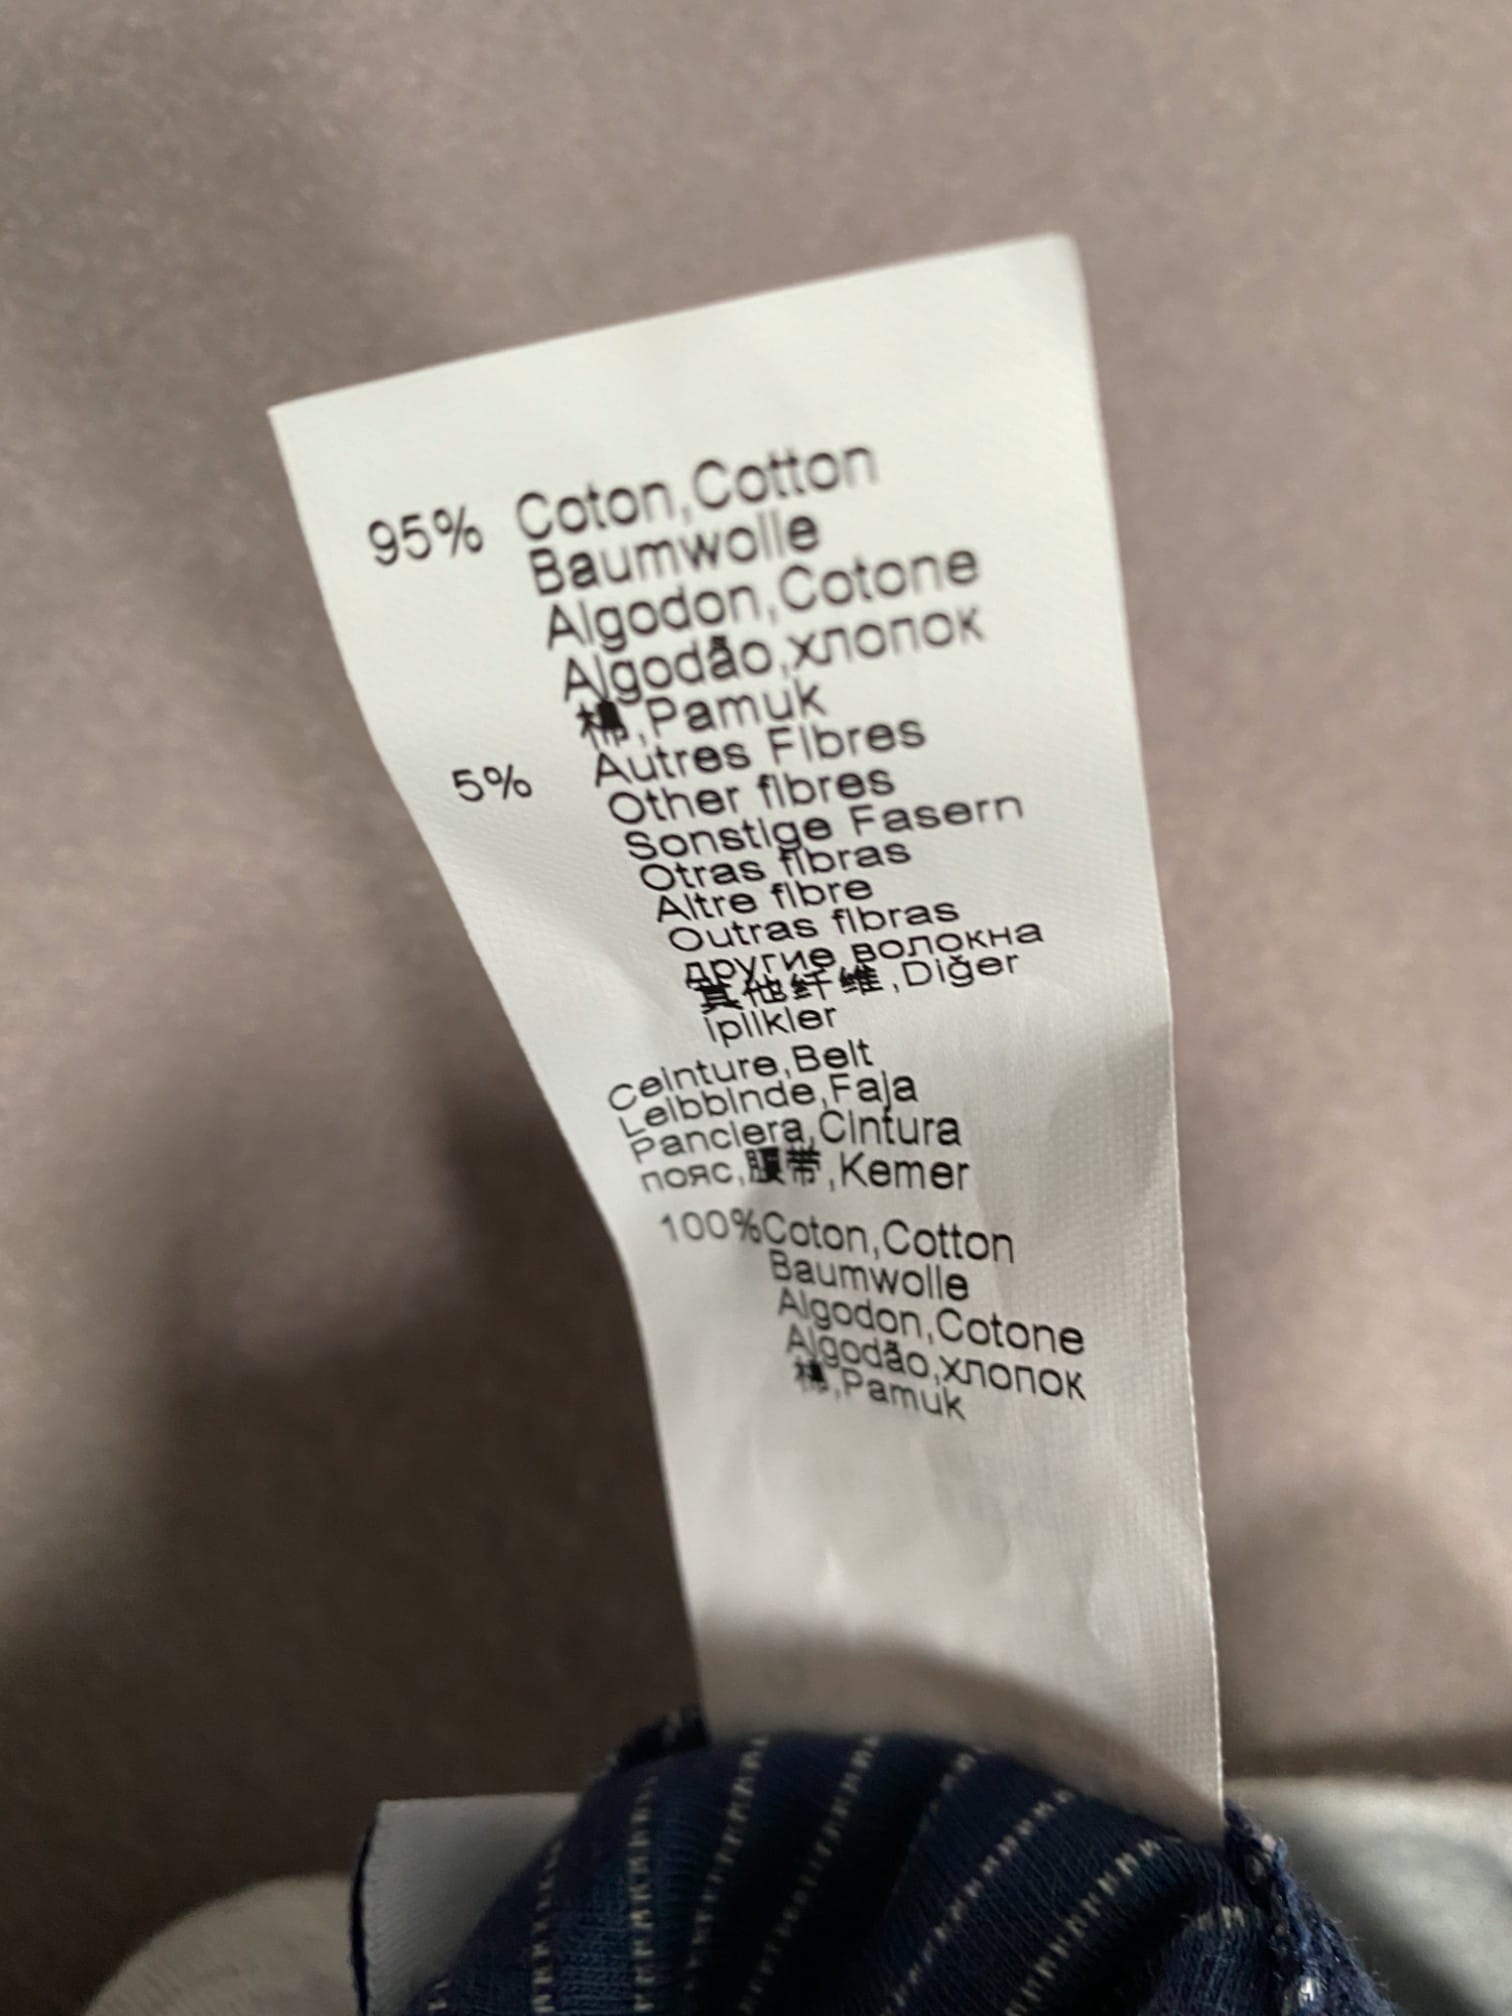 95% Coton,Cotton
Baumwolle
Algodon,Cotone
Algodão,хлопок
棉,Pamuk
5% Autres Fibres
Other fibres
Sonstige Fasern
Otras fibras
Altre fibre
Outras fibras
другие волокна
其他纤维,Diğer
iplikler
Ceinture,Belt
Leibbinde,Faja
Panciera,Cintura
пояс,腰带,Kemer
100%Coton,Cotton
Baumwolle
Algodon,Cotone
Algodão,хлопок
棉,Pamuk